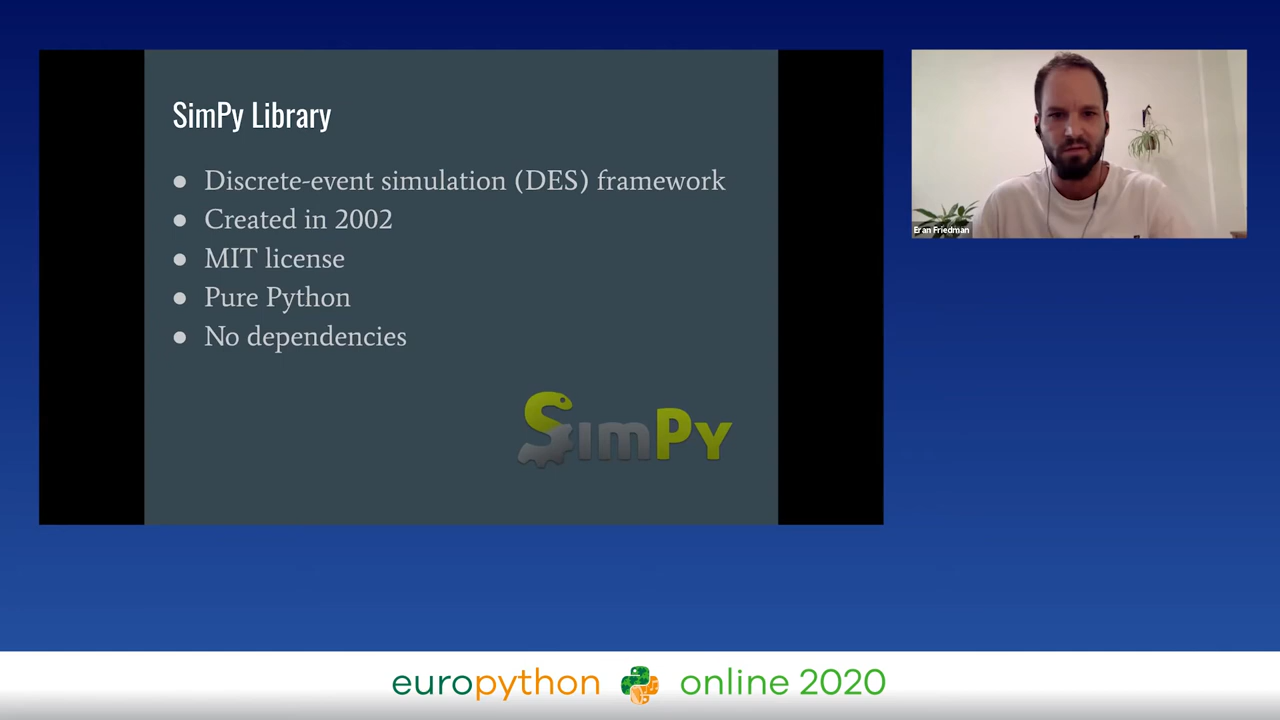 SimPy Library
● Discrete-event simulation (DES) framework
● Created in 2002
● MIT license
● Pure Python
● No dependencies
SimPy
Eran Friedman
europython online 2020